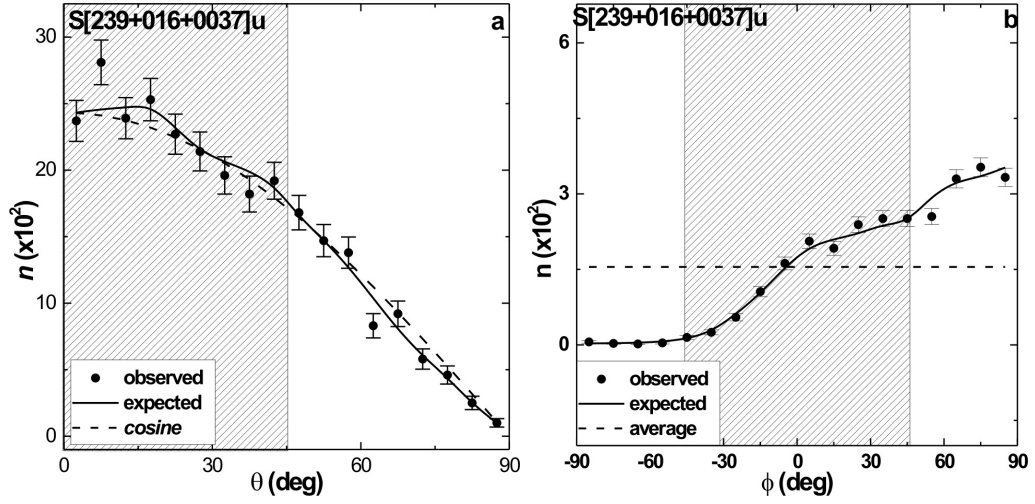 S[239+016+0037]u
a
30
20
10
0
n (x10²)
observed
expected
cosine
0
30
60
90
θ (deg)
S[239+016+0037]u
b
6
3
0
n (x10²)
observed
expected
average
-90
-60
-30
0
30
60
90
ϕ (deg)